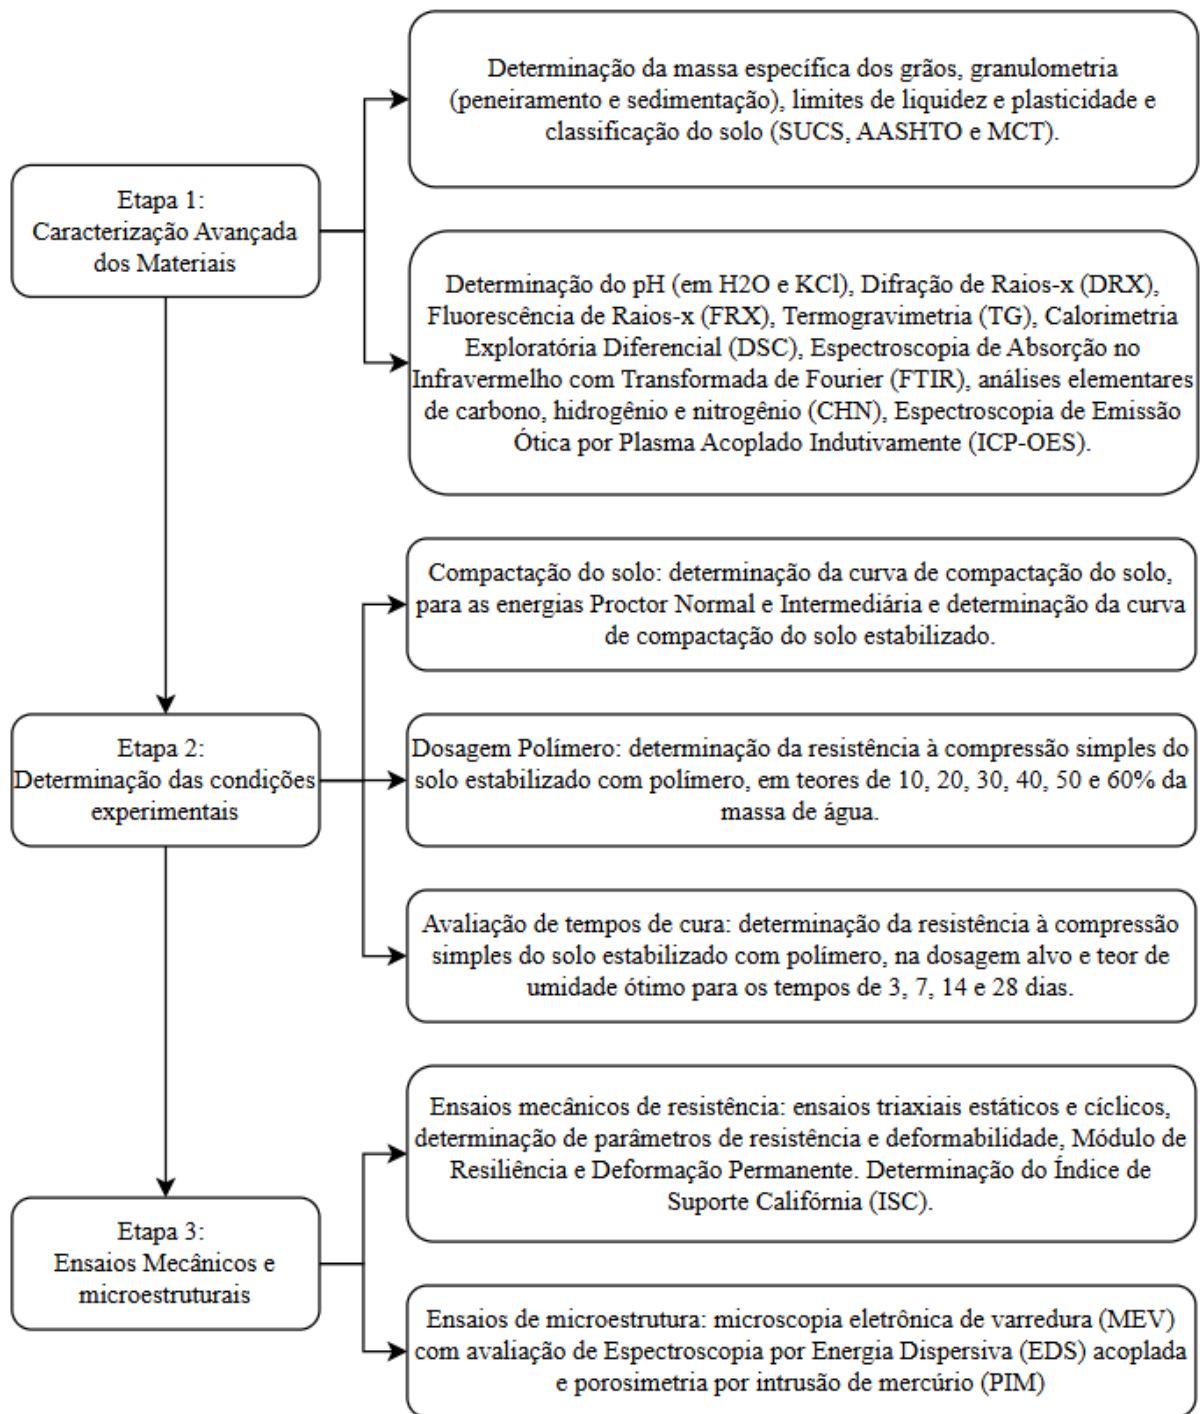 Etapa 1:
Caracterização Avançada
dos Materiais
Determinação da massa específica dos grãos, granulometria
(peneiramento e sedimentação), limites de liquidez e plasticidade e
classificação do solo (SUCS, AASHTO e MCT).
Determinação do pH (em H2O e KCl), Difração de Raios-x (DRX),
Fluorescência de Raios-x (FRX), Termogravimetria (TG), Calorimetria
Exploratória Diferencial (DSC), Espectroscopia de Absorção no
Infravermelho com Transformada de Fourier (FTIR), análises elementares
de carbono, hidrogênio e nitrogênio (CHN), Espectroscopia de Emissão
Ótica por Plasma Acoplado Indutivamente (ICP-OES).
Etapa 2:
Determinação das condições
experimentais
Compactação do solo: determinação da curva de compactação do solo,
para as energias Proctor Normal e Intermediária e determinação da curva
de compactação do solo estabilizado.
Dosagem Polímero: determinação da resistência à compressão simples do
solo estabilizado com polímero, em teores de 10, 20, 30, 40, 50 e 60% da
massa de água.
Avaliação de tempos de cura: determinação da resistência à compressão
simples do solo estabilizado com polímero, na dosagem alvo e teor de
umidade ótimo para os tempos de 3, 7, 14 e 28 dias.
Etapa 3:
Ensaios Mecânicos e
microestruturais
Ensaios mecânicos de resistência: ensaios triaxiais estáticos e cíclicos,
determinação de parâmetros de resistência e deformabilidade, Módulo de
Resiliência e Deformação Permanente. Determinação do Índice de
Suporte Califórnia (ISC).
Ensaios de microestrutura: microscopia eletrônica de varredura (MEV)
com avaliação de Espectroscopia por Energia Dispersiva (EDS) acoplada
e porosimetria por intrusão de mercúrio (PIM)